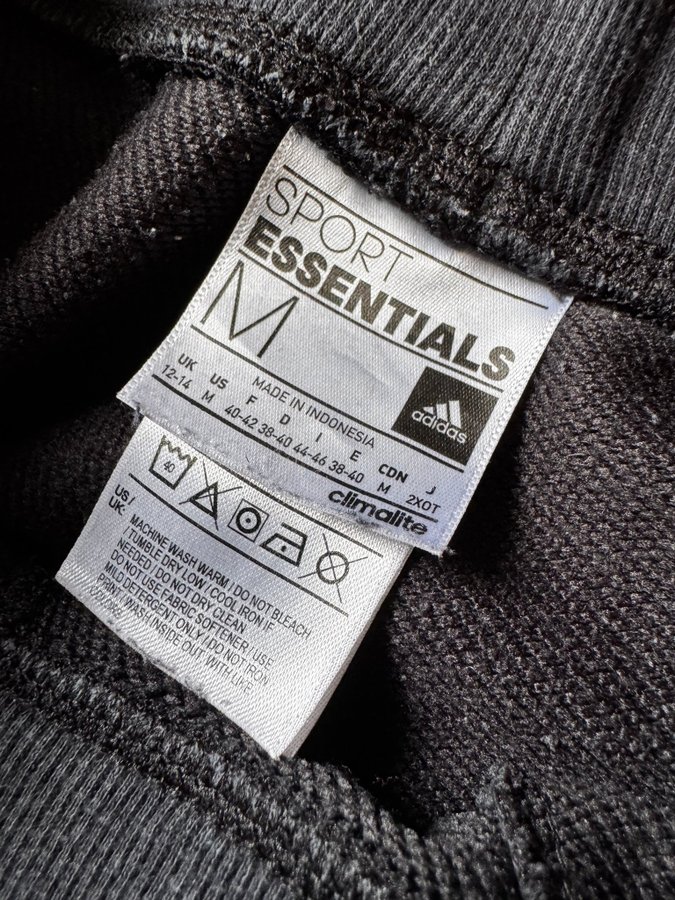 SPORT
ESSENTIALS
M
adidas
MADE IN INDONESIA
UK US F D I E CDN J
12-14 M 40-42 38-40 44-46 38-40 M 2XOT
climalite
40
US /
UK:
MACHINE WASH WARM / DO NOT BLEACH
TUMBLE DRY LOW / COOL IRON IF
NEEDED / DO NOT DRY CLEAN
DO NOT USE FABRIC SOFTENER / USE
MILD DETERGENT ONLY / DO NOT IRON
PRINT. WASH INSIDE OUT, WITH LIKE